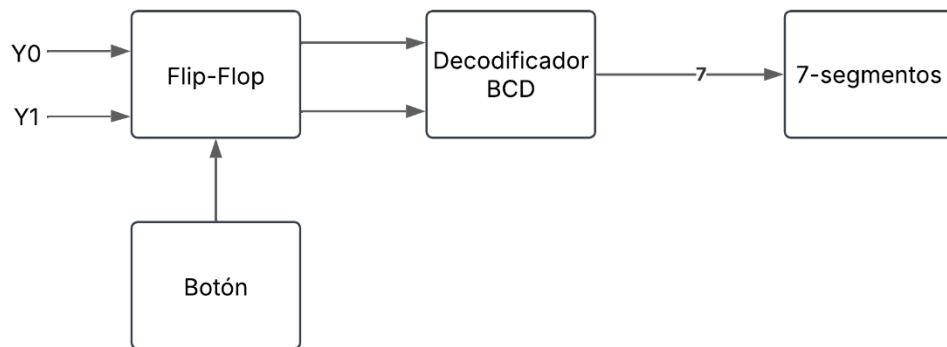 Y0
Y1
Flip-Flop
Decodificador
BCD
7
7-segmentos
Botón